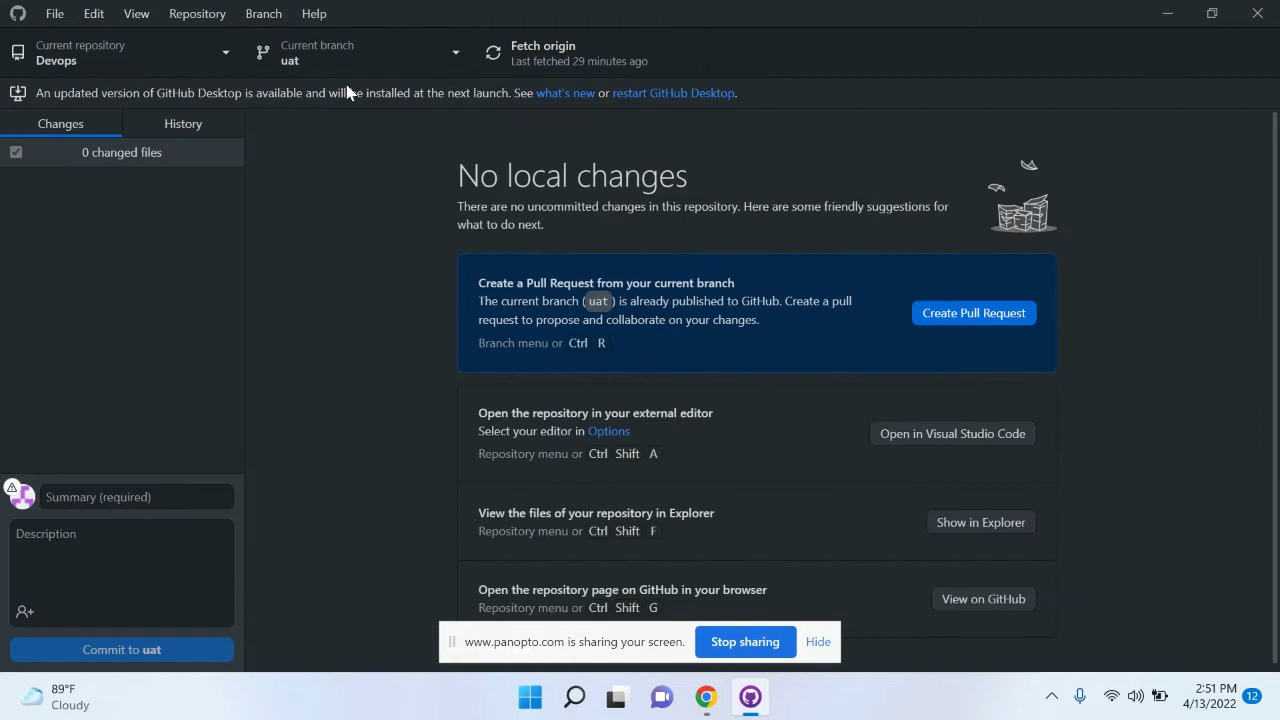 File Edit View Repository Branch Help
Current repository
Devops
Current branch
uat
Fetch origin
Last fetched 29 minutes ago
An updated version of GitHub Desktop is available and will be installed at the next launch. See what's new or restart GitHub Desktop.
Changes
History
0 changed files
No local changes
There are no uncommitted changes in this repository. Here are some friendly suggestions for
what to do next.
Create a Pull Request from your current branch
The current branch ( uat ) is already published to GitHub. Create a pull
request to propose and collaborate on your changes.
Branch menu or Ctrl R
Create Pull Request
Open the repository in your external editor
Select your editor in Options
Repository menu or Ctrl Shift A
Open in Visual Studio Code
View the files of your repository in Explorer
Repository menu or Ctrl Shift F
Show in Explorer
Open the repository page on GitHub in your browser
Repository menu or Ctrl Shift G
View on GitHub
Summary (required)
Description
Commit to uat
www.panopto.com is sharing your screen.
Stop sharing
Hide
89°F
Cloudy
2:51 PM
4/13/2022
12